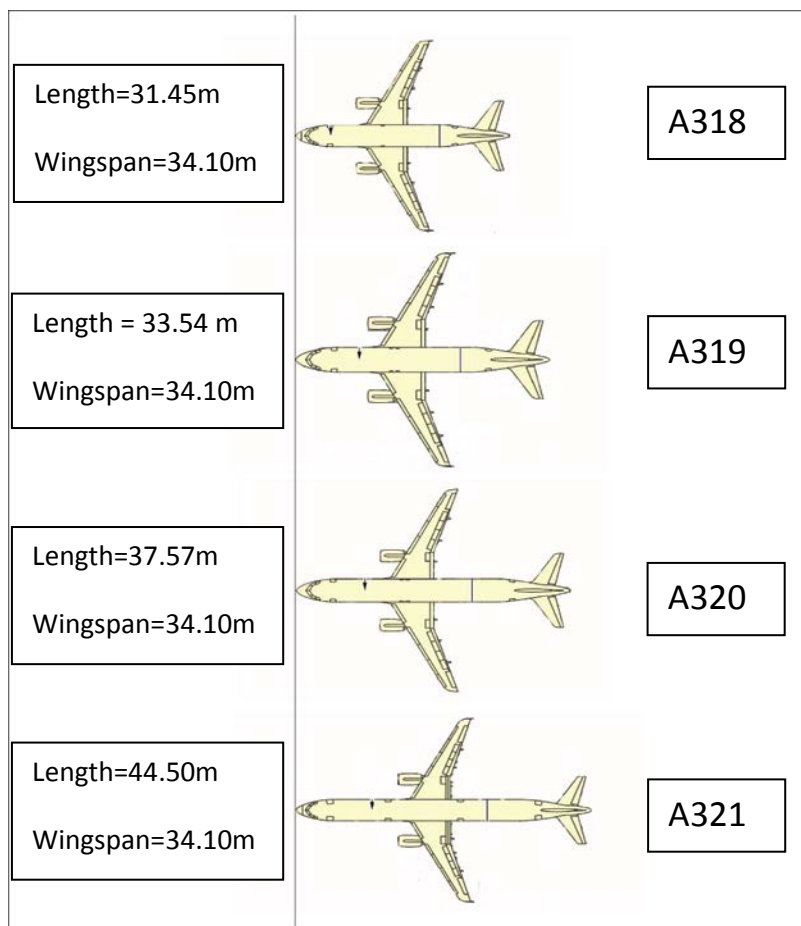 Length=31.45m
Wingspan=34.10m
A318
Length = 33.54 m
Wingspan=34.10m
A319
Length=37.57m
Wingspan=34.10m
A320
Length=44.50m
Wingspan=34.10m
A321